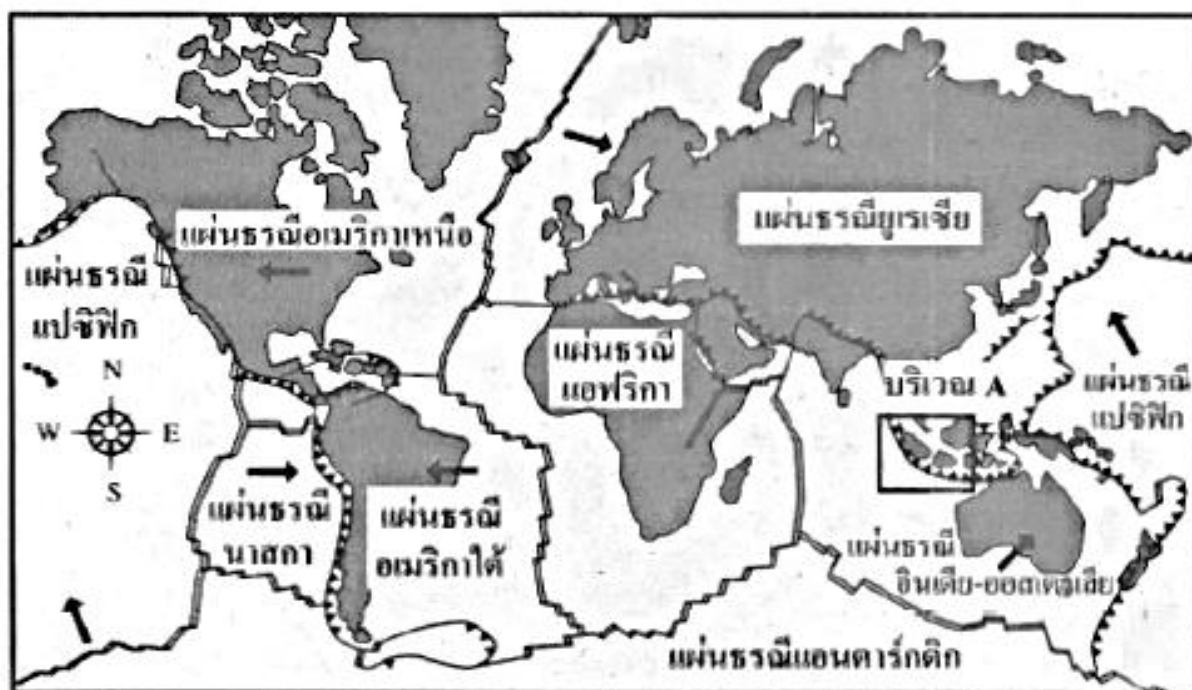 แผ่นธรณีอเมริกาเหนือ
แผ่นธรณียูเรเซีย
แผ่นธรณี
แปซิฟิก
แผ่นธรณี
แอฟริกา
บริเวณ A
แผ่นธรณี
แปซิฟิก
N
W E
S
แผ่นธรณี
นาสกา
แผ่นธรณี
อเมริกาใต้
แผ่นธรณี
อินเดีย-ออสเตรเลีย
แผ่นธรณีแอนตาร์กติก